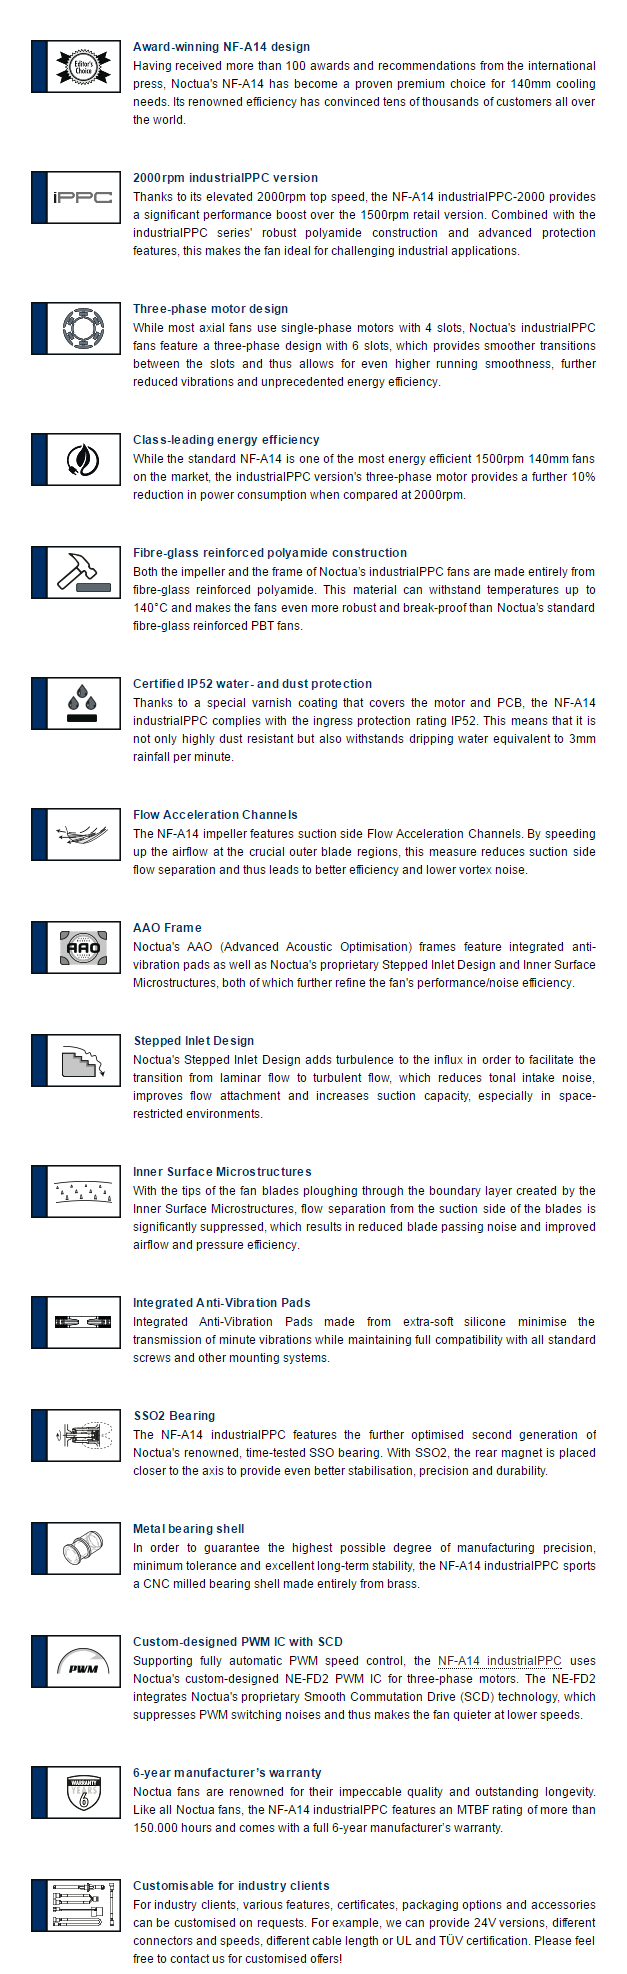 Award-winning NF-A14 design
Editor's
Choice
Having received more than 100 awards and recommendations from the international
press, Noctua's NF-A14 has become a proven premium choice for 140mm cooling
needs. Its renowned efficiency has convinced tens of thousands of customers all over
the world.
2000rpm industrialPPC version
iPPC
Thanks to its elevated 2000rpm top speed, the NF-A14 industrialPPC-2000 provides
a significant performance boost over the 1500rpm retail version. Combined with the
industrialPPC series' robust polyamide construction and advanced protection
features, this makes the fan ideal for challenging industrial applications.
Three-phase motor design
While most axial fans use single-phase motors with 4 slots, Noctua's industrialPPC
fans feature a three-phase design with 6 slots, which provides smoother transitions
between the slots and thus allows for even higher running smoothness, further
reduced vibrations and unprecedented energy efficiency.
Class-leading energy efficiency
While the standard NF-A14 is one of the most energy efficient 1500rpm 140mm fans
on the market, the industrialPPC version's three-phase motor provides a further 10%
reduction in power consumption when compared at 2000rpm.
Fibre-glass reinforced polyamide construction
Both the impeller and the frame of Noctua's industrialPPC fans are made entirely from
fibre-glass reinforced polyamide. This material can withstand temperatures up to
140°C and makes the fans even more robust and break-proof than Noctua's standard
fibre-glass reinforced PBT fans.
Certified IP52 water- and dust protection
Thanks to a special varnish coating that covers the motor and PCB, the NF-A14
industrialPPC complies with the ingress protection rating IP52. This means that it is
not only highly dust resistant but also withstands dripping water equivalent to 3mm
rainfall per minute.
Flow Acceleration Channels
The NF-A14 impeller features suction side Flow Acceleration Channels. By speeding
up the airflow at the crucial outer blade regions, this measure reduces suction side
flow separation and thus leads to better efficiency and lower vortex noise.
AAO Frame
AAO
Noctua's AAO (Advanced Acoustic Optimisation) frames feature integrated anti-
vibration pads as well as Noctua's proprietary Stepped Inlet Design and Inner Surface
Microstructures, both of which further refine the fan's performance/noise efficiency.
Stepped Inlet Design
Noctua's Stepped Inlet Design adds turbulence to the influx in order to facilitate the
transition from laminar flow to turbulent flow, which reduces tonal intake noise,
improves flow attachment and increases suction capacity, especially in space-
restricted environments.
Inner Surface Microstructures
With the tips of the fan blades ploughing through the boundary layer created by the
Inner Surface Microstructures, flow separation from the suction side of the blades is
significantly suppressed, which results in reduced blade passing noise and improved
airflow and pressure efficiency.
Integrated Anti-Vibration Pads
Integrated Anti-Vibration Pads made from extra-soft silicone minimise the
transmission of minute vibrations while maintaining full compatibility with all standard
screws and other mounting systems.
SSO2 Bearing
The NF-A14 industrialPPC features the further optimised second generation of
Noctua's renowned, time-tested SSO bearing. With SSO2, the rear magnet is placed
closer to the axis to provide even better stabilisation, precision and durability.
Metal bearing shell
In order to guarantee the highest possible degree of manufacturing precision,
minimum tolerance and excellent long-term stability, the NF-A14 industrialPPC sports
a CNC milled bearing shell made entirely from brass.
Custom-designed PWM IC with SCD
PWM
Supporting fully automatic PWM speed control, the NF-A14 industrialPPC uses
Noctua's custom-designed NE-FD2 PWM IC for three-phase motors. The NE-FD2
integrates Noctua's proprietary Smooth Commutation Drive (SCD) technology, which
suppresses PWM switching noises and thus makes the fan quieter at lower speeds.
6-year manufacturer's warranty
WARRANTY
YEARS
6
Noctua fans are renowned for their impeccable quality and outstanding longevity.
Like all Noctua fans, the NF-A14 industrialPPC features an MTBF rating of more than
150.000 hours and comes with a full 6-year manufacturer's warranty.
Customisable for industry clients
For industry clients, various features, certificates, packaging options and accessories
can be customised on requests. For example, we can provide 24V versions, different
connectors and speeds, different cable length or UL and TÜV certification. Please feel
free to contact us for customised offers!